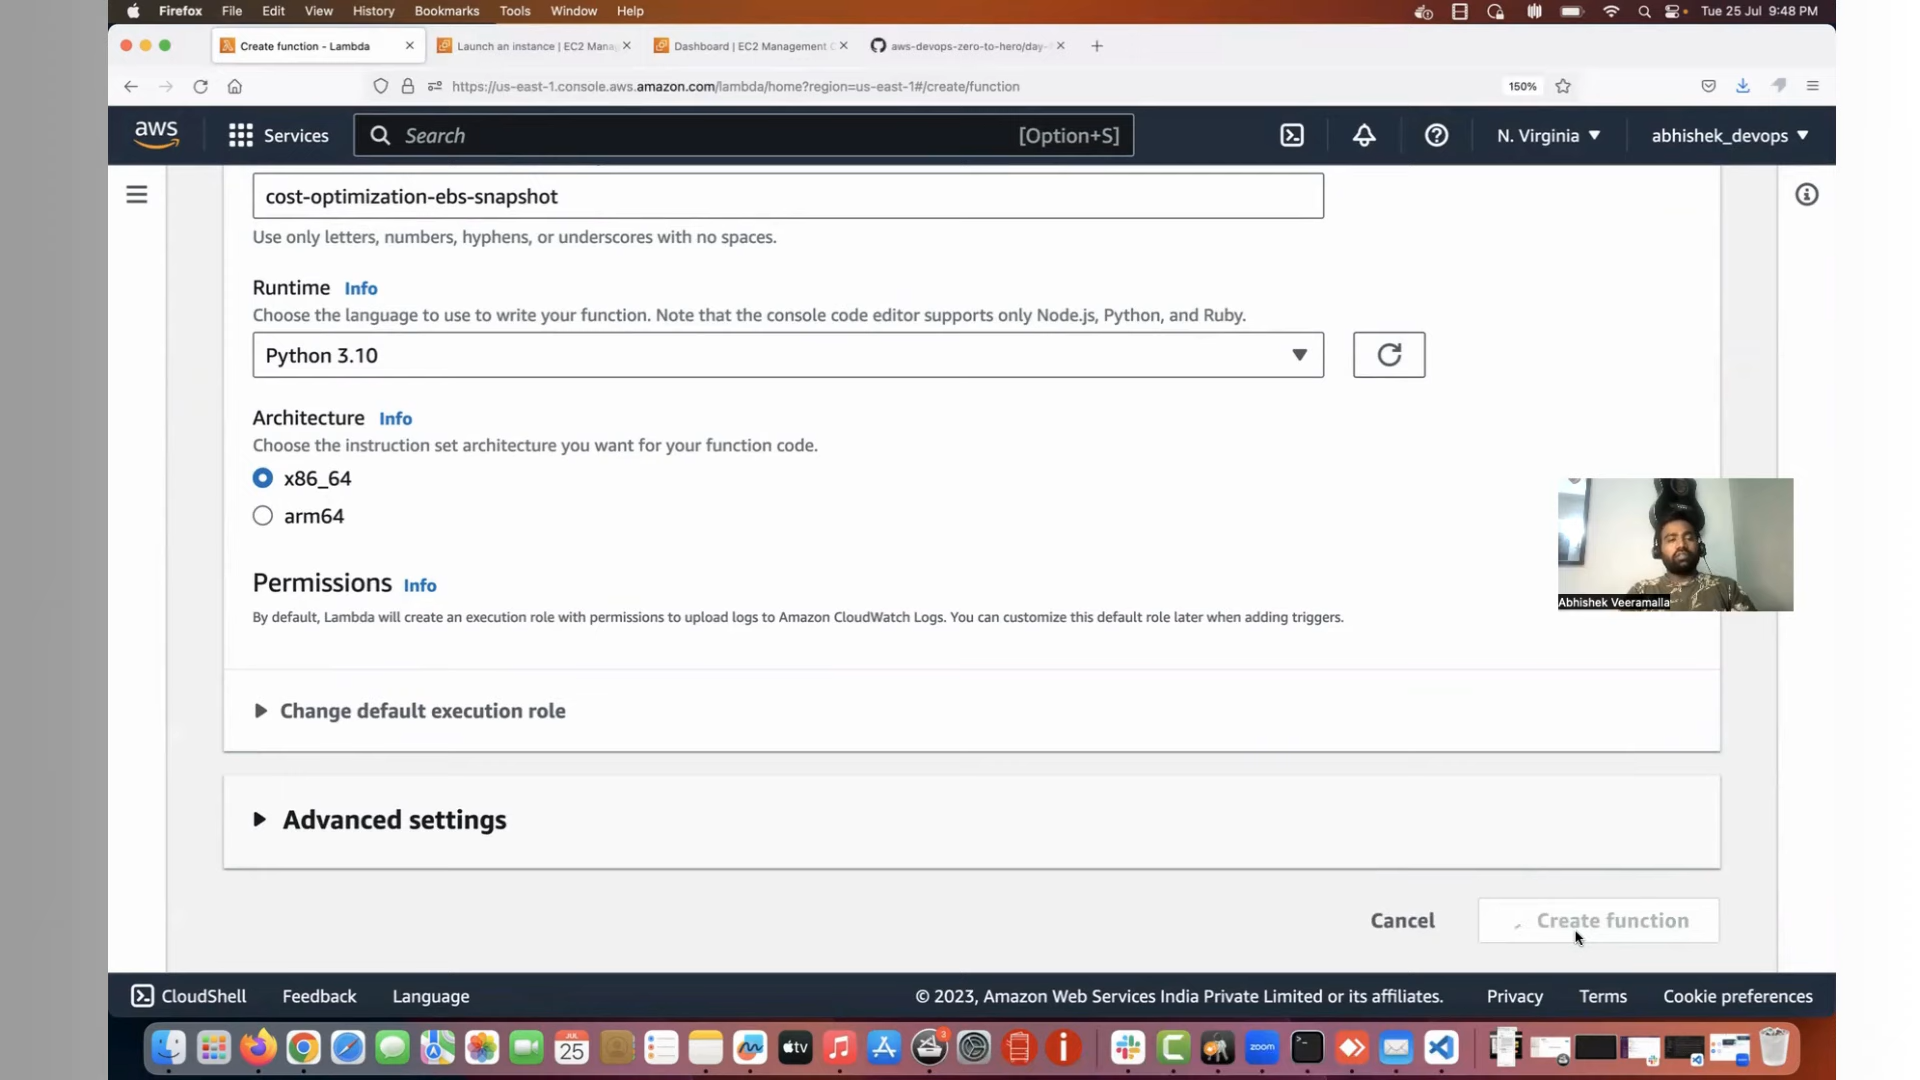 Firefox File Edit View History Bookmarks Tools Window Help Tue 25 Jul 9:48 PM
Create function - Lambda
Launch an instance | EC2 Mana
Dashboard | EC2 Management
aws-devops-zero-to-hero/day-
https://us-east-1.console.aws.amazon.com/lambda/home?region=us-east-1#/create/function 150%
aws Services Search [Option+S] N. Virginia abhishek_devops
cost-optimization-ebs-snapshot
Use only letters, numbers, hyphens, or underscores with no spaces.
Runtime Info
Choose the language to use to write your function. Note that the console code editor supports only Node.js, Python, and Ruby.
Python 3.10
Architecture Info
Choose the instruction set architecture you want for your function code.
x86_64
arm64
Permissions Info
Abhishek Veeramalla
By default, Lambda will create an execution role with permissions to upload logs to Amazon CloudWatch Logs. You can customize this default role later when adding triggers.
Change default execution role
Advanced settings
Cancel Create function
CloudShell Feedback Language © 2023, Amazon Web Services India Private Limited or its affiliates. Privacy Terms Cookie preferences
JUL
25
tv
3
zoom